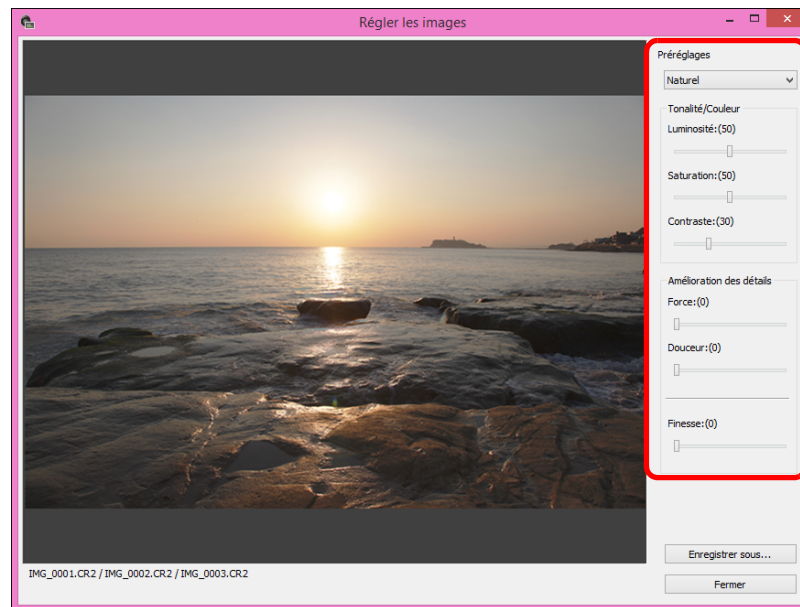 Régler les images
Préréglages
Naturel
Tonalité/Couleur
Luminosité:(50)
Saturation:(50)
Contraste:(30)
Amélioration des détails
Force:(0)
Douceur:(0)
Finesse:(0)
Enregistrer sous...
Fermer
IMG_0001.CR2 / IMG_0002.CR2 / IMG_0003.CR2